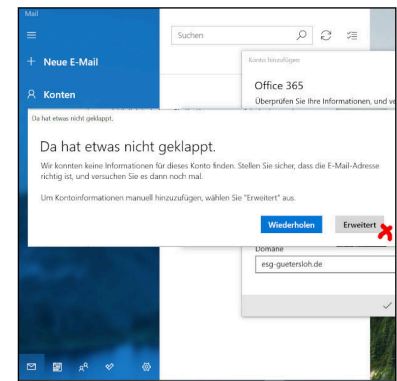 Mail
Suchen
+ Neue E-Mail
Konten
Konto hinzufügen
Office 365
Überprüfen Sie Ihre Informationen, und ve
Da hat etwas nicht geklappt.
Da hat etwas nicht geklappt.
Wir konnten keine Informationen für dieses Konto finden. Stellen Sie sicher, dass die E-Mail-Adresse
richtig ist, und versuchen Sie es dann noch mal.
Um Kontoinformationen manuell hinzuzufügen, wählen Sie "Erweitert" aus.
Wiederholen
Erweitert
Domäne
esg-guetersloh.de